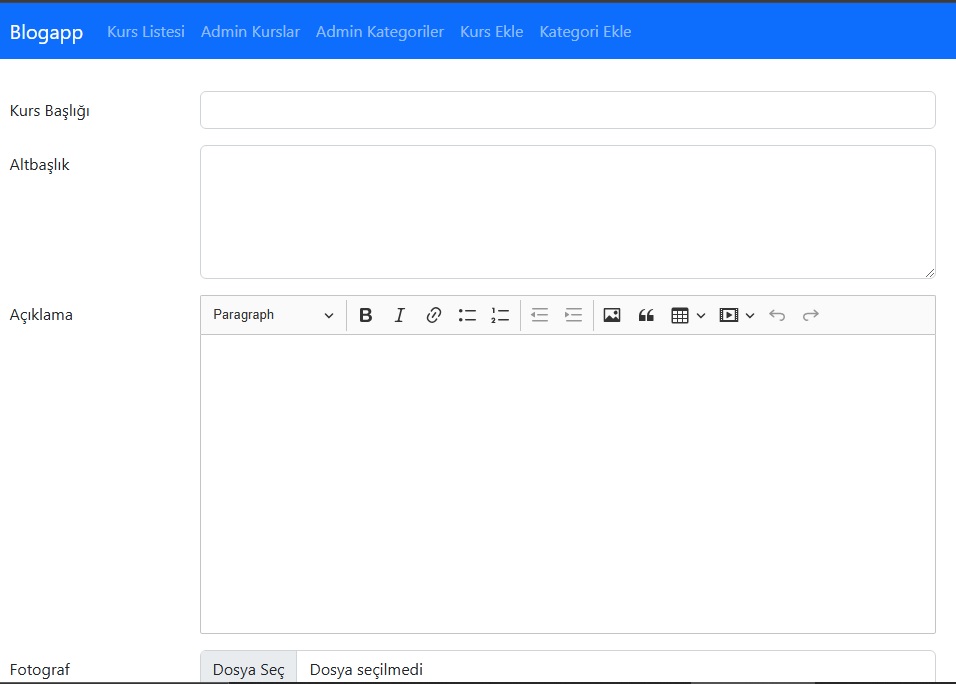 Blogapp Kurs Listesi Admin Kurslar Admin Kategoriler Kurs Ekle Kategori Ekle
Kurs Başlığı
Altbaşlık
Açıklama
Paragraph B I
Fotograf
Dosya Seç Dosya seçilmedi